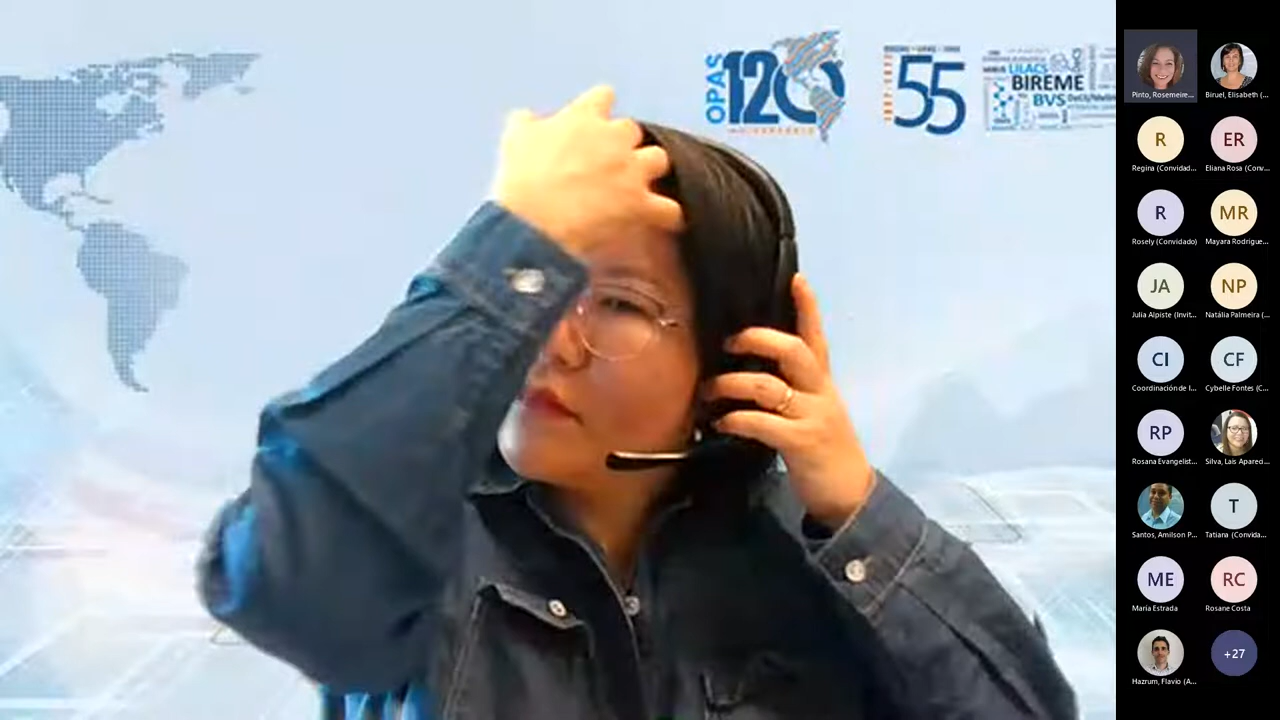 OPAS
120
55
LILACS
BIREME
BVS
Pinto, Rosemeire...
Biruel, Elisabeth (...
R
Regina (Convidad...
ER
Eliana Rosa (Conv...
R
Rosely (Convidado)
MR
Mayara Rodrigue...
JA
Julia Alpiste (Invit...
NP
Natália Palmeira (...
CI
Coordinación de I...
CF
Cybelle Fontes (C...
RP
Rosana Evangelist...
Silva, Lais Apareci...
Santos, Amilson P...
T
Tatiana (Convida...
ME
María Estrada
RC
Rosane Costa
Hazrum, Flavio (A...
+27